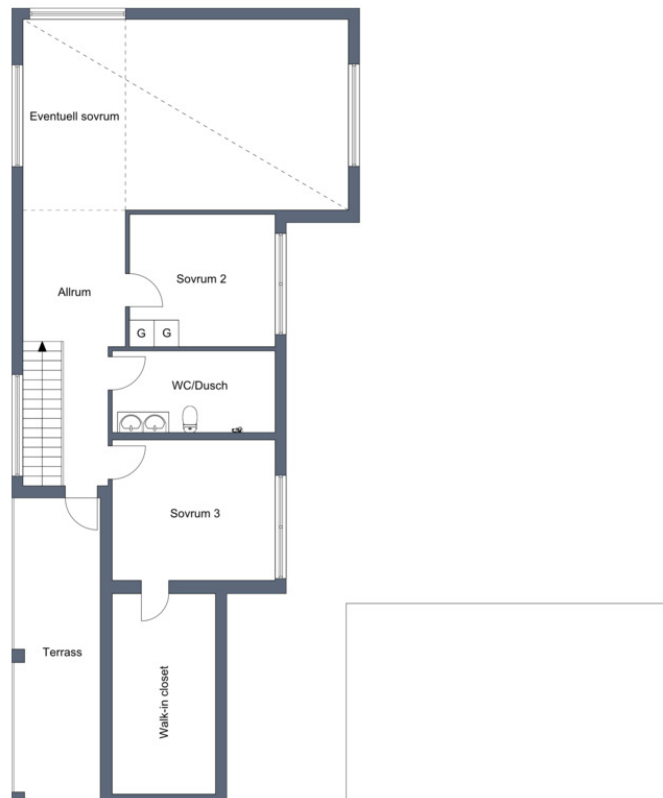 Eventuell sovrum
Allrum
Sovrum 2
G G
WC/Dusch
Sovrum 3
Terrass
Walk-in closet